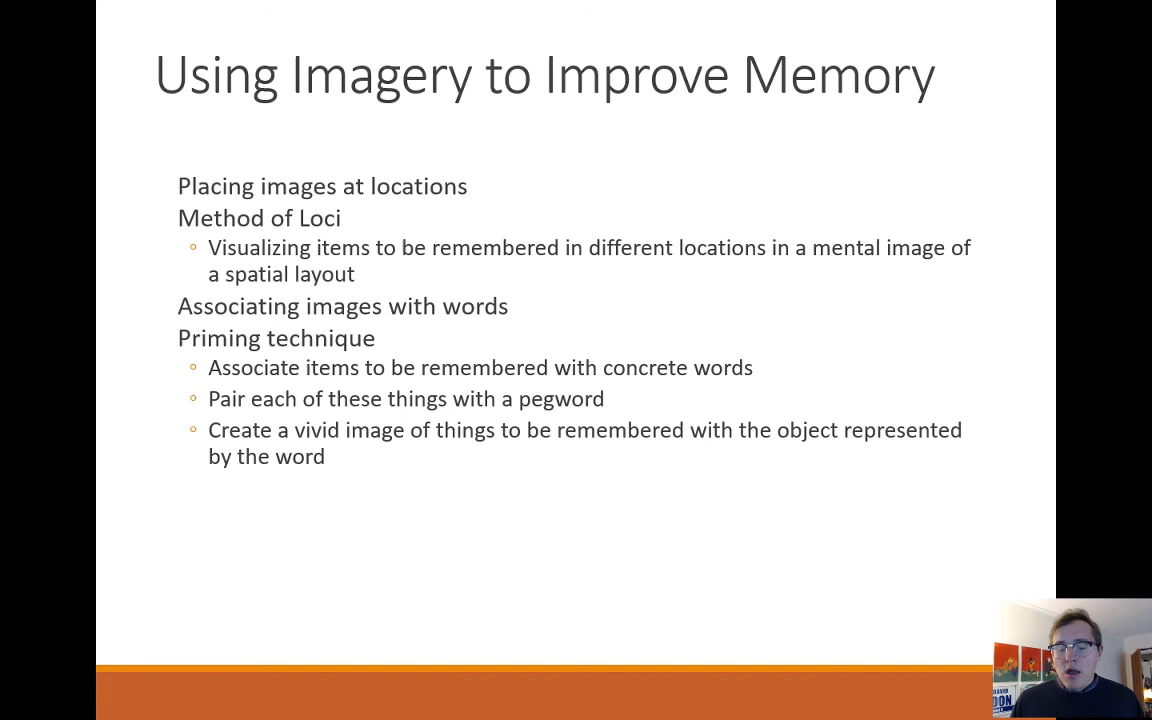 Using Imagery to Improve Memory
Placing images at locations
Method of Loci
◦ Visualizing items to be remembered in different locations in a mental image of
a spatial layout
Associating images with words
Priming technique
◦ Associate items to be remembered with concrete words
◦ Pair each of these things with a pegword
◦ Create a vivid image of things to be remembered with the object represented
by the word
DAVID